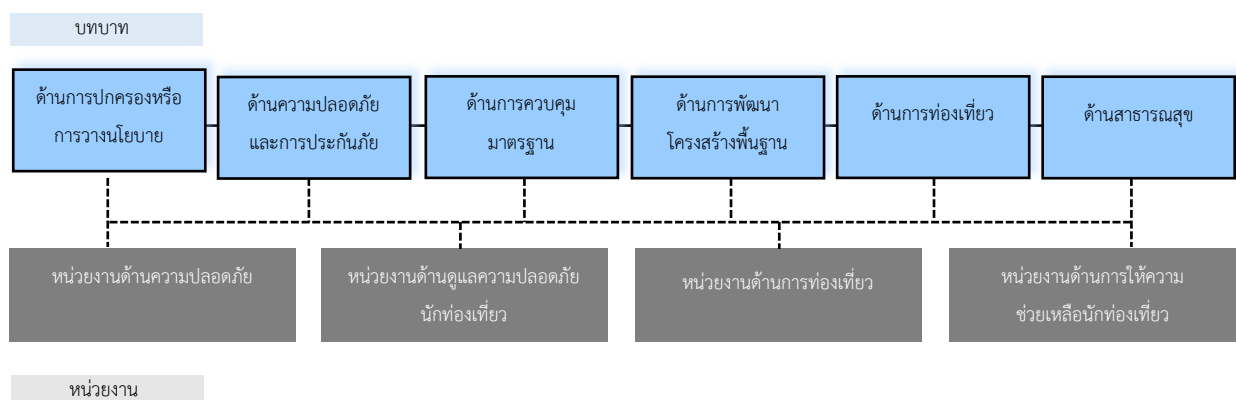 บทบาท
ด้านการปกครองหรือ
การวางนโยบาย
ด้านความปลอดภัย
และการประกันภัย
ด้านการควบคุม
มาตรฐาน
ด้านการพัฒนา
โครงสร้างพื้นฐาน
ด้านการท่องเที่ยว
ด้านสาธารณสุข
หน่วยงานด้านความปลอดภัย
หน่วยงานด้านดูแลความปลอดภัย
นักท่องเที่ยว
หน่วยงานด้านการท่องเที่ยว
หน่วยงานด้านการให้ความ
ช่วยเหลือนักท่องเที่ยว
หน่วยงาน